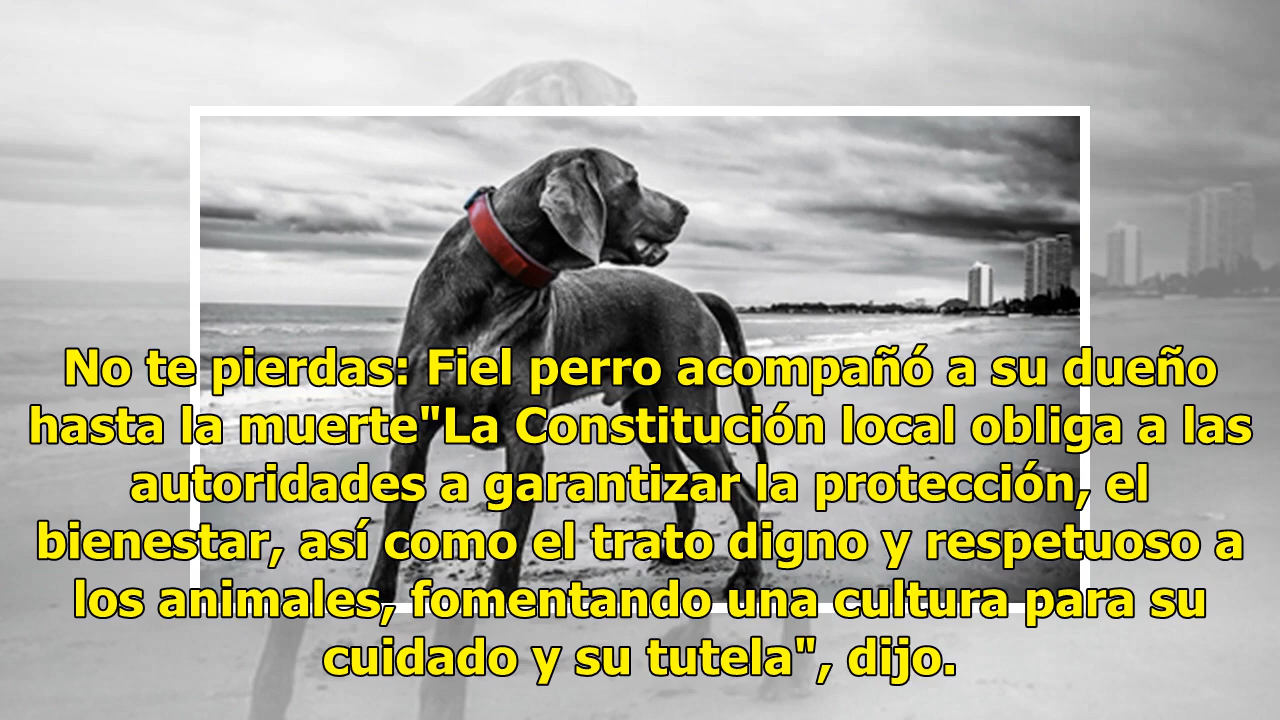 No te pierdas: Fiel perro acompañó a su dueño
hasta la muerte"La Constitución local obliga a las
autoridades a garantizar la protección, el
bienestar, así como el trato digno y respetuoso a
los animales, fomentando una cultura para su
cuidado y su tutela", dijo.